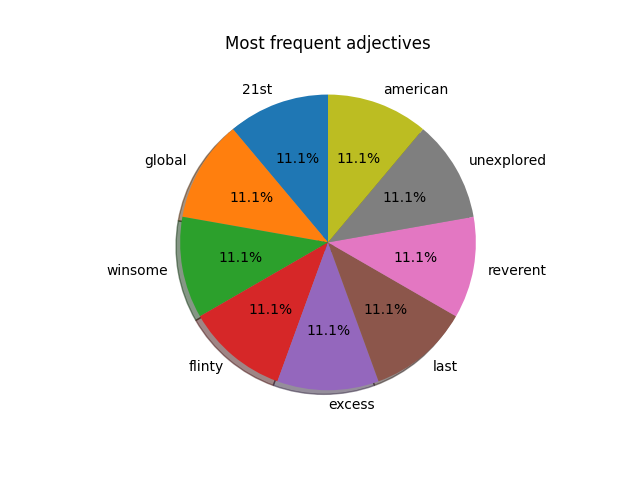 Most frequent adjectives
21st
american
11.1%
11.1%
global
unexplored
11.1%
11.1%
winsome
11.1%
11.1%
reverent
11.1%
11.1%
11.1%
flinty
last
excess